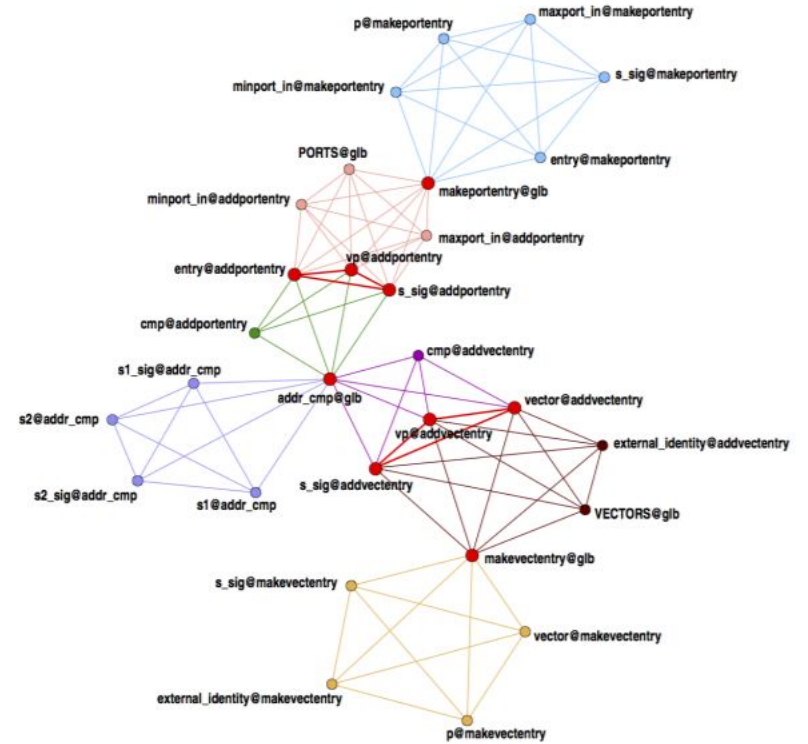 maxport_in@makeportentry
p@makeportentry
s_sig@makeportentry
minport_in@makeportentry
PORTS@glb
entry@makeportentry
makeportentry@glb
minport_in@addportentry
maxport_in@addportentry
vp@addportentry
entry@addportentry
s_sig@addportentry
cmp@addportentry
cmp@addvectentry
s1_sig@addr_cmp
addr_cmp@glb
vector@addvectentry
s2@addr_cmp
vp@addvectentry
external_identity@addvectentry
s_sig@addvectentry
s2_sig@addr_cmp
s1@addr_cmp
VECTORS@glb
makevectentry@glb
s_sig@makevectentry
vector@makevectentry
external_identity@makevectentry
p@makevectentry